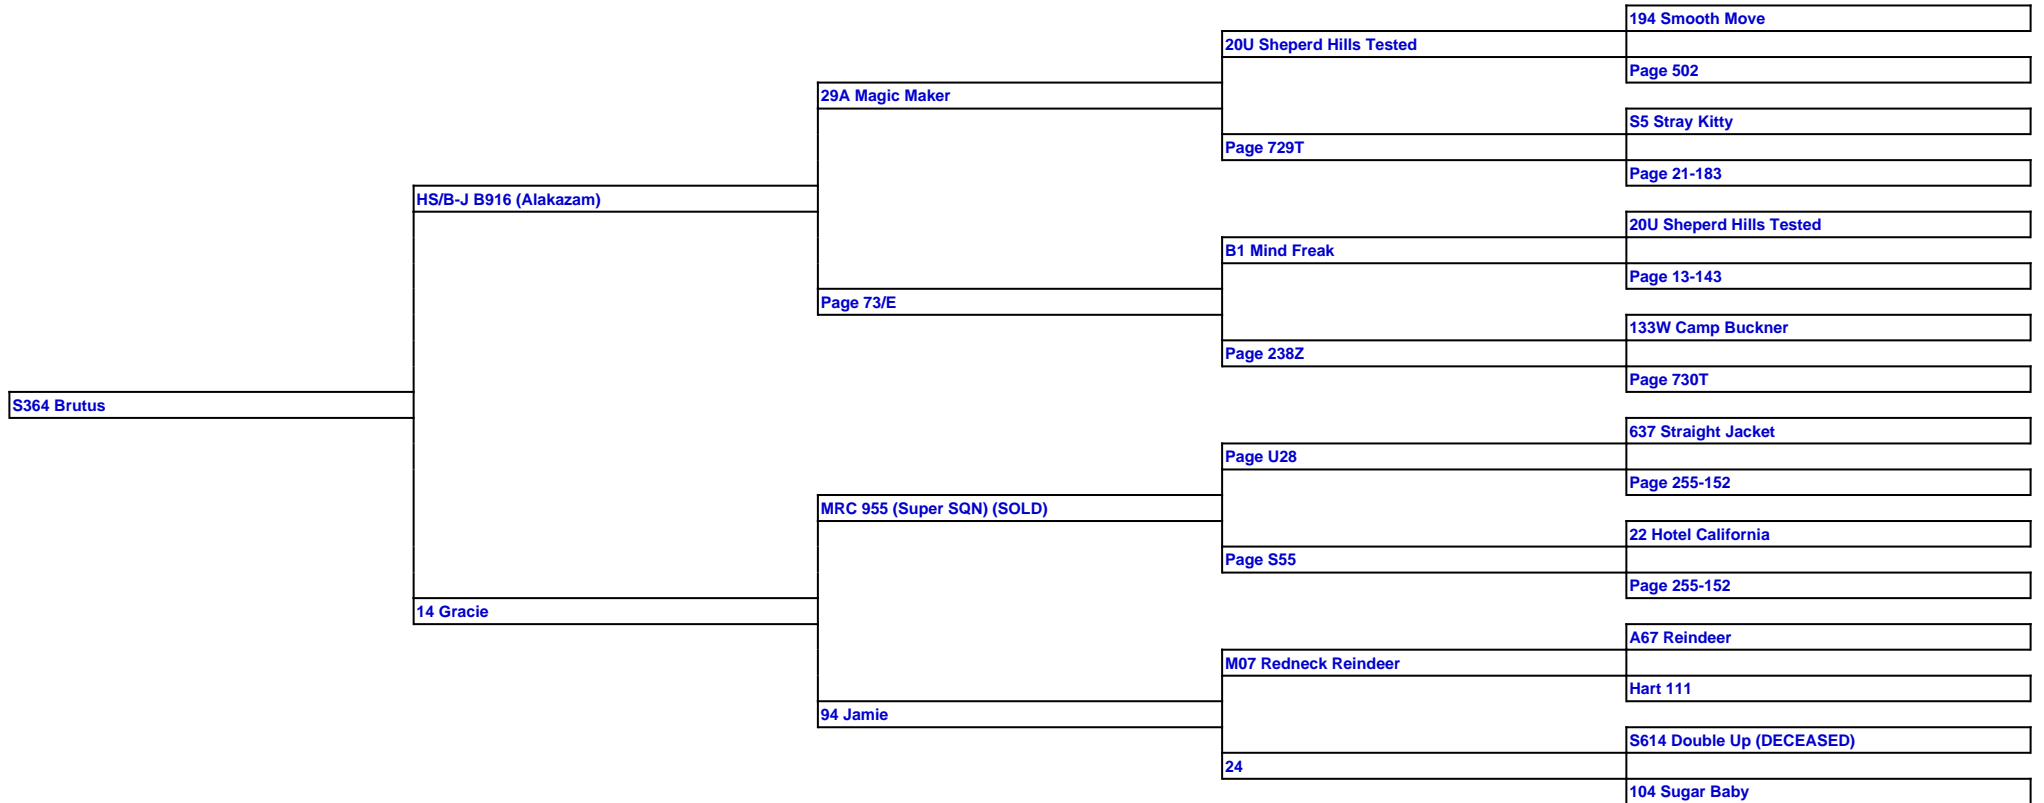 194 Smooth Move
20U Sheperd Hills Tested
Page 502
29A Magic Maker
S5 Stray Kitty
Page 729T
Page 21-183
HS/B-J B916 (Alakazam)
20U Sheperd Hills Tested
B1 Mind Freak
Page 13-143
Page 73/E
133W Camp Buckner
Page 238Z
Page 730T
S364 Brutus
637 Straight Jacket
Page U28
Page 255-152
MRC 955 (Super SQN) (SOLD)
22 Hotel California
Page S55
Page 255-152
14 Gracie
A67 Reindeer
M07 Redneck Reindeer
Hart 111
94 Jamie
S614 Double Up (DECEASED)
24
104 Sugar Baby